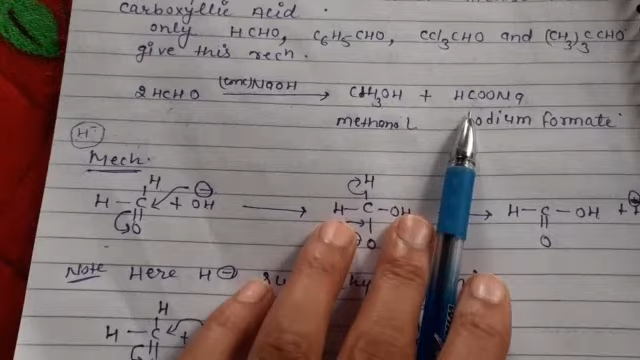 carboxyllic Acid.
only HCHO, C6H5CHO, CCl3CHO and (CH3)3CCHO
give this rech.
2HCHO (conc) NaOH → CH3OH + HCOONa
methanol sodium formate
H-
Mech.
H
H - C + OH → H
O
H - C - OH
O
→ H - C - OH +
O
Note Here H ⊖
H
H - C +